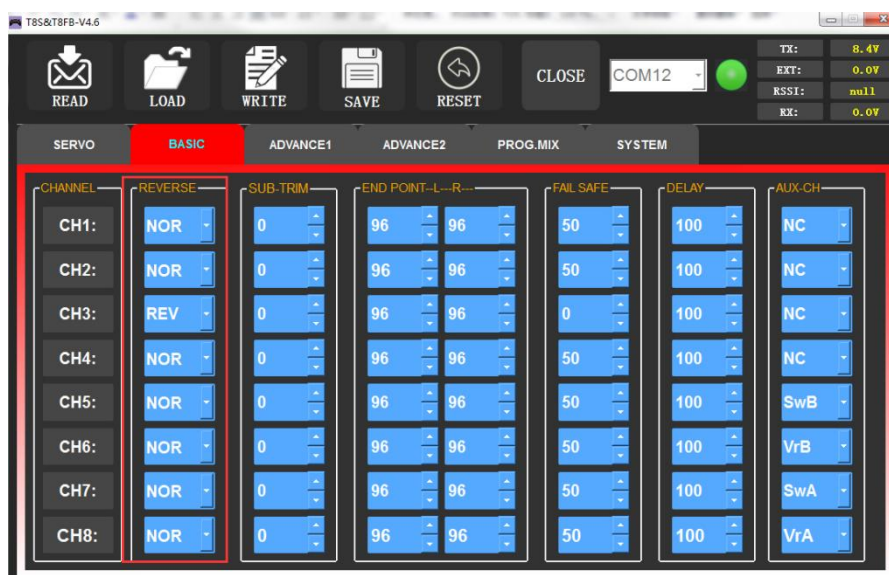 T8S&T8FB-V4.6
READ LOAD WRITE SAVE RESET CLOSE COM12
TX: 8.4V
EXT: 0.0V
RSSI: null
RX: 0.0V
SERVO BASIC ADVANCE1 ADVANCE2 PROG.MIX SYSTEM
CHANNEL REVERSE SUB-TRIM END POINT--L---R--- FAIL SAFE DELAY AUX-CH
CH1: NOR 0 96 96 50 100 NC
CH2: NOR 0 96 96 50 100 NC
CH3: REV 0 96 96 0 100 NC
CH4: NOR 0 96 96 50 100 NC
CH5: NOR 0 96 96 50 100 SwB
CH6: NOR 0 96 96 50 100 VrB
CH7: NOR 0 96 96 50 100 SwA
CH8: NOR 0 96 96 50 100 VrA